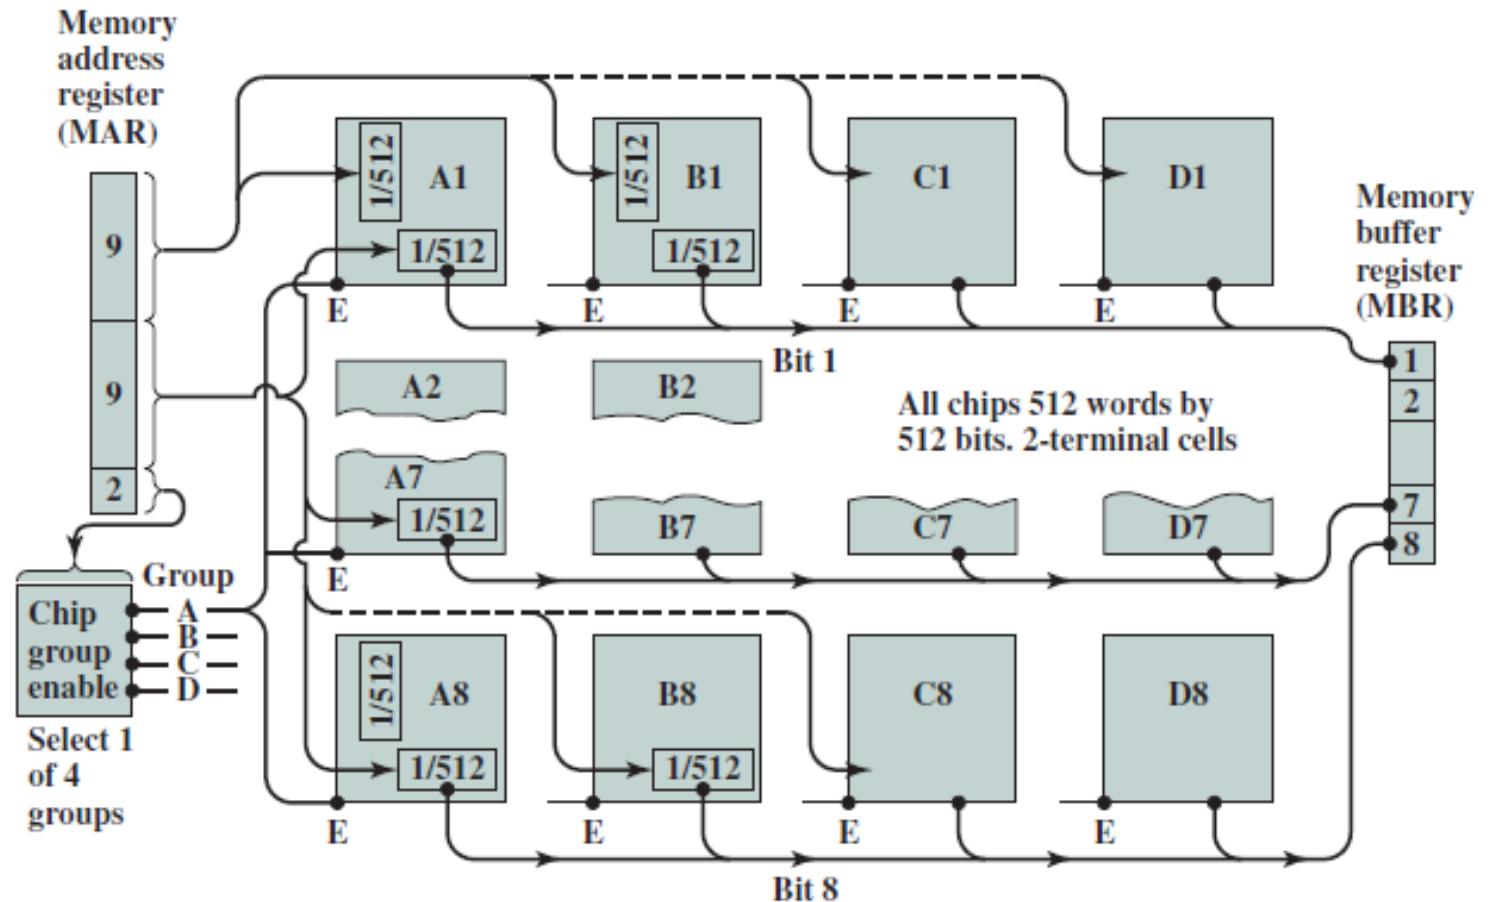 Memory
address
register
(MAR)
9
9
2
Chip
group
enable
Select 1
of 4
groups
Group
A
B
C
D
1/512
A1
1/512
E
1/512
B1
1/512
E
C1
E
D1
E
Bit 1
A2
B2
All chips 512 words by
512 bits. 2-terminal cells
A7
1/512
E
B7
C7
D7
1/512
A8
1/512
E
B8
1/512
E
C8
E
D8
E
Bit 8
Memory
buffer
register
(MBR)
1
2
7
8